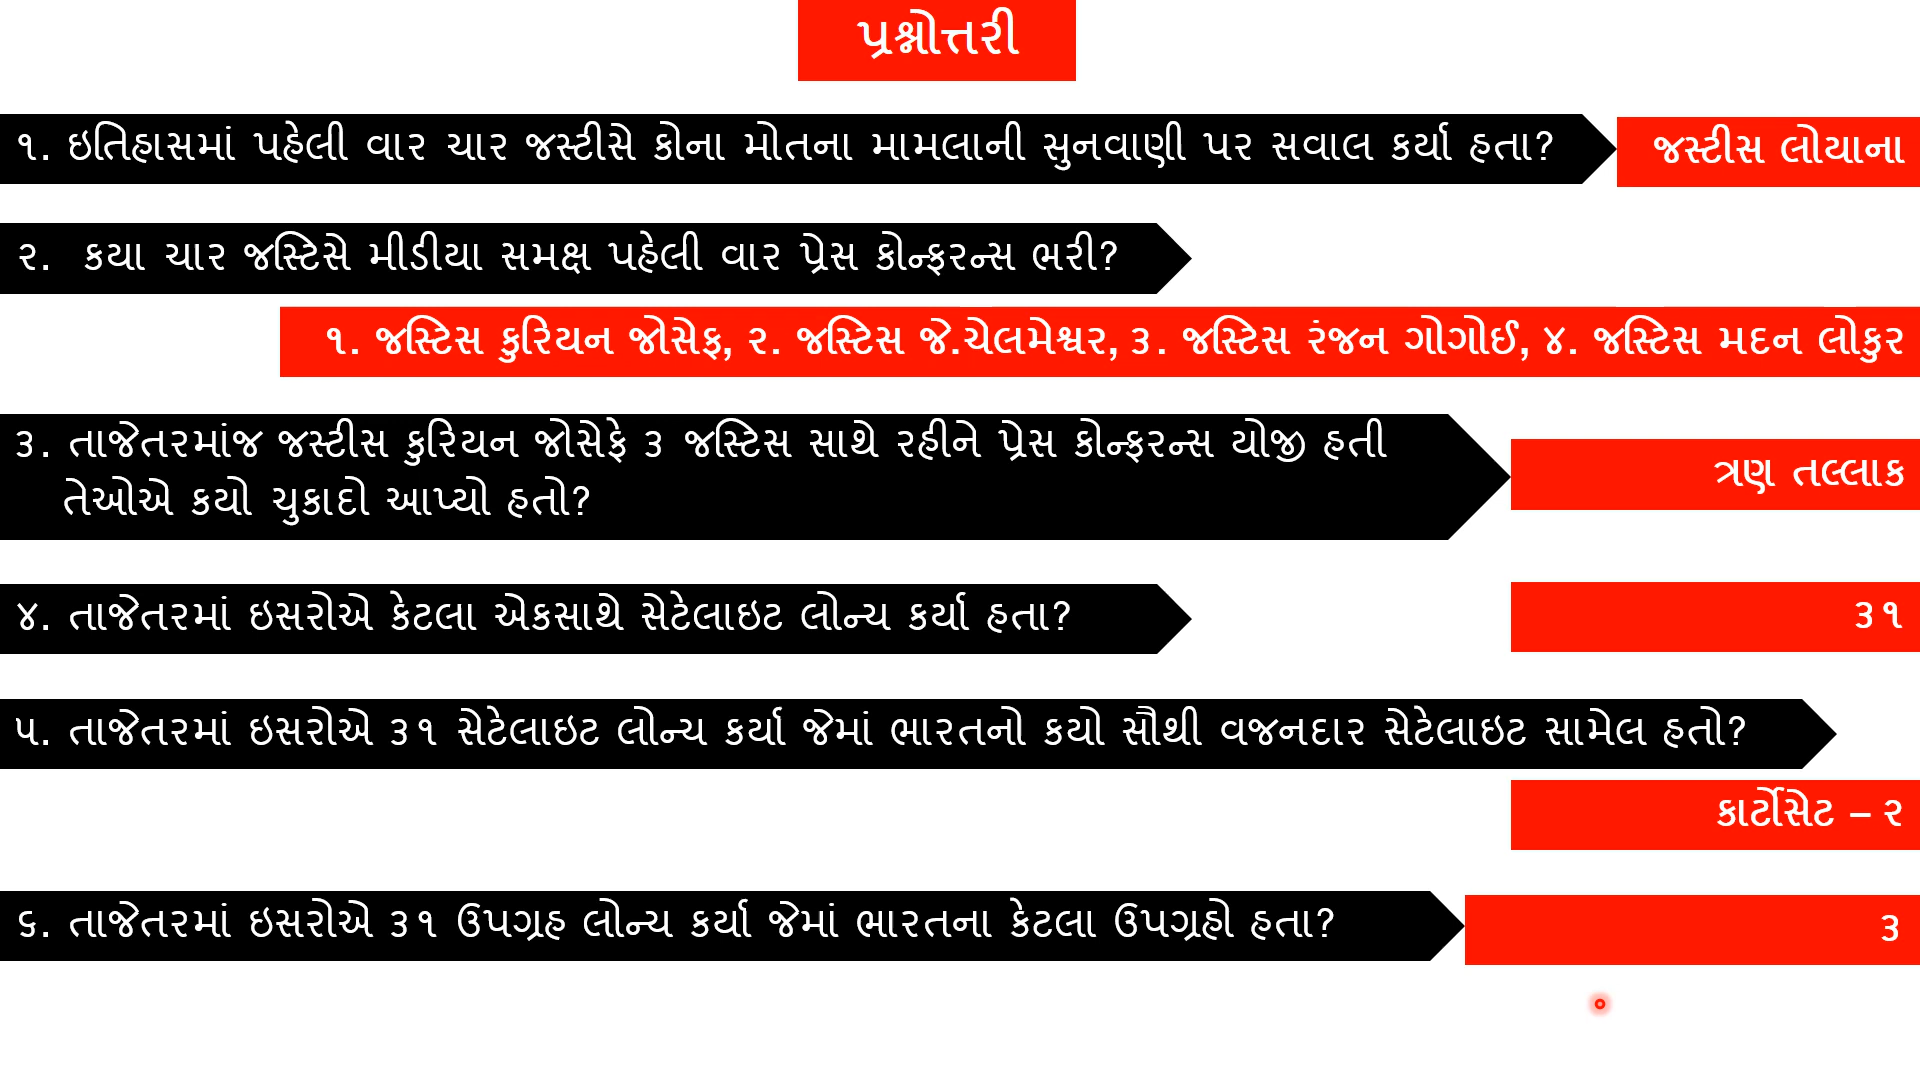 પ્રશ્નોત્તરી
૧. ઇતિહાસમાં પહેલી વાર ચાર જસ્ટીસે કોના મોતના મામલાની સુનવાણી પર સવાલ કર્યા હતા?
જસ્ટીસ લોયાના
૨. કયા ચાર જસ્ટિસે મીડીયા સમક્ષ પહેલી વાર પ્રેસ કોન્ફરન્સ ભરી?
૧. જસ્ટિસ કુરિયન જોસેફ, ૨. જસ્ટિસ જે.ચેલમેશ્વર, ૩. જસ્ટિસ રંજન ગોગોઈ, ૪. જસ્ટિસ મદન લોકુર
૩. તાજેતરમાંજ જસ્ટીસ કુરિયન જોસેફે ૩ જસ્ટિસ સાથે રહીને પ્રેસ કોન્ફરન્સ યોજી હતી
તેઓએ કયો ચુકાદો આપ્યો હતો?
ત્રણ તલ્લાક
૪. તાજેતરમાં ઇસરોએ કેટલા એકસાથે સેટેલાઇટ લોન્ચ કર્યા હતા?
૩૧
૫. તાજેતરમાં ઇસરોએ ૩૧ સેટેલાઇટ લોન્ચ કર્યા જેમાં ભારતનો કયો સૌથી વજનદાર સેટેલાઇટ સામેલ હતો?
કાર્ટોસેટ – ૨
૬. તાજેતરમાં ઇસરોએ ૩૧ ઉપગ્રહ લોન્ચ કર્યા જેમાં ભારતના કેટલા ઉપગ્રહો હતા?
૩